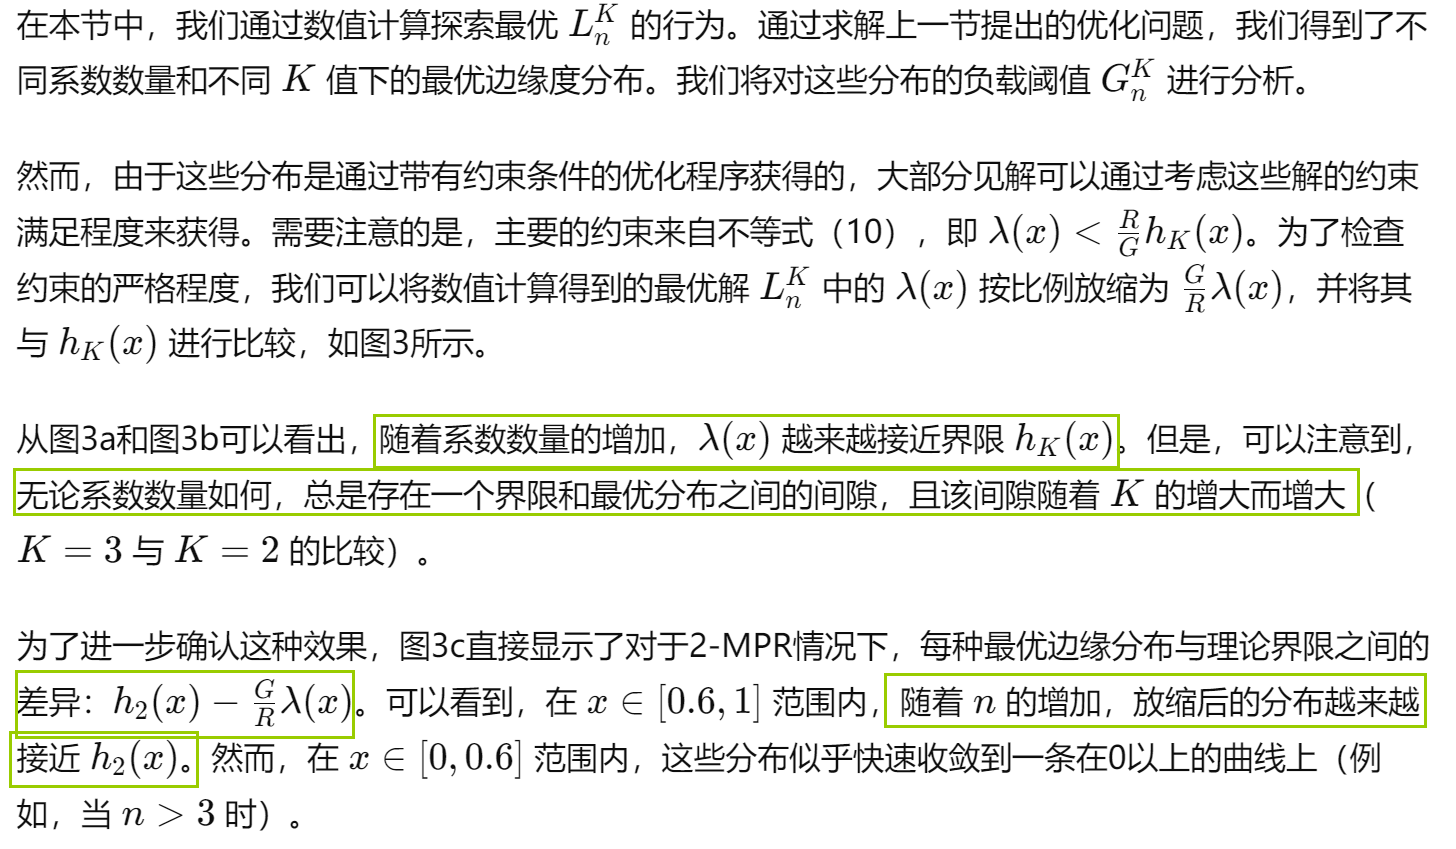 在本节中，我们通过数值计算探索最优 $L_n^K$ 的行为。通过求解上一节提出的优化问题，我们得到了不
同系数数量和不同 $K$ 值下的最优边缘度分布。我们将对这些分布的负载阈值 $G_n^K$ 进行分析。
然而，由于这些分布是通过带有约束条件的优化程序获得的，大部分见解可以通过考虑这些解的约束
满足程度来获得。需要注意的是，主要的约束来自不等式（10），即 $\lambda(x) < \frac{R}{G} h_K(x)$。为了检查
约束的严格程度，我们可以将数值计算得到的最优解 $L_n^K$ 中的 $\lambda(x)$ 按比例放缩为 $\frac{G}{R}\lambda(x)$，并将其
与 $h_K(x)$ 进行比较，如图3所示。
从图3a和图3b可以看出，随着系数数量的增加，$\lambda(x)$ 越来越接近界限 $h_K(x)$。但是，可以注意到，
无论系数数量如何，总是存在一个界限和最优分布之间的间隙，且该间隙随着 $K$ 的增大而增大（
$K = 3$ 与 $K = 2$ 的比较）。
为了进一步确认这种效果，图3c直接显示了对于2-MPR情况下，每种最优边缘分布与理论界限之间的
差异：$h_2(x) - \frac{G}{R}\lambda(x)$。可以看到，在 $x \in [0.6, 1]$ 范围内，随着 $n$ 的增加，放缩后的分布越来越
接近 $h_2(x)$。然而，在 $x \in [0, 0.6]$ 范围内，这些分布似乎快速收敛到一条在0以上的曲线上（例
如，当 $n > 3$ 时）。